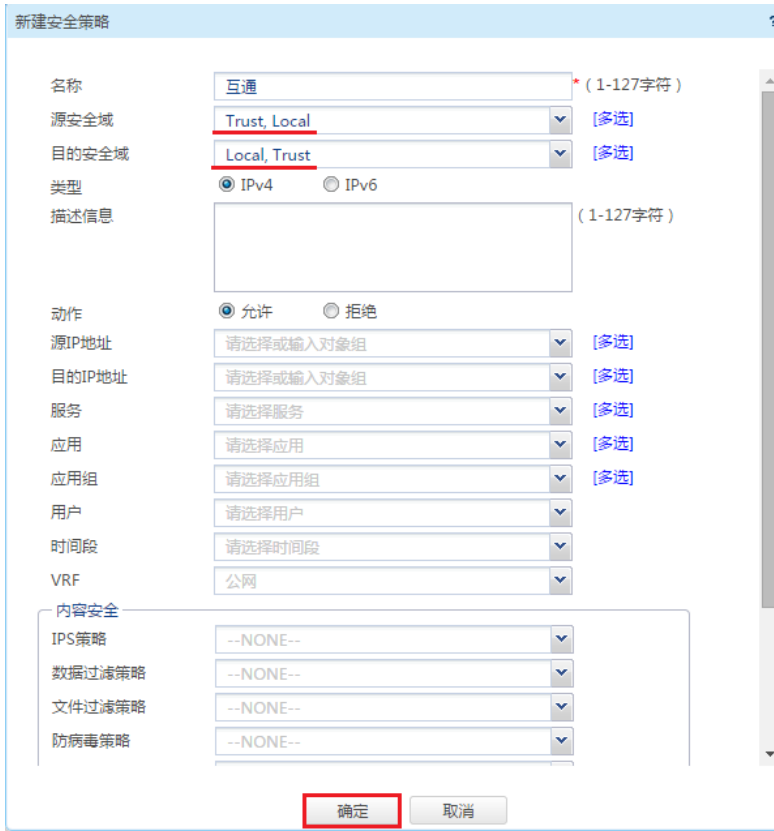 新建安全策略 ?
名称 互通 *（1-127字符）
源安全域 Trust, Local [多选]
目的安全域 Local, Trust [多选]
类型 IPv4 IPv6
描述信息 （1-127字符）
动作 允许 拒绝
源IP地址 请选择或输入对象组 [多选]
目的IP地址 请选择或输入对象组 [多选]
服务 请选择服务 [多选]
应用 请选择应用 [多选]
应用组 请选择应用组 [多选]
用户 请选择用户
时间段 请选择时间段
VRF 公网
内容安全
IPS策略 --NONE--
数据过滤策略 --NONE--
文件过滤策略 --NONE--
防病毒策略 --NONE--
确定 取消